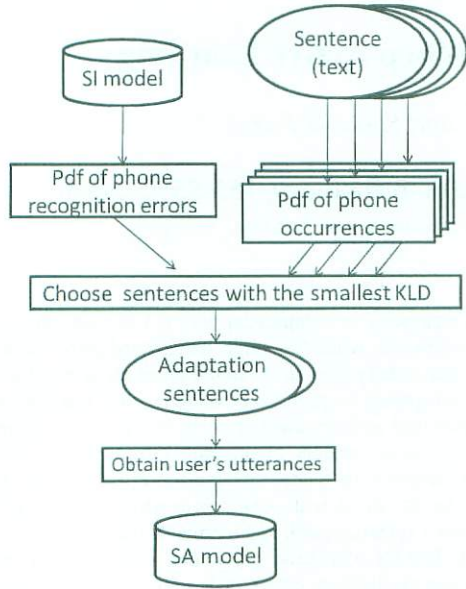 Sentence
(text)
SI model
Pdf of phone
recognition errors
Pdf of phone
occurrences
Choose sentences with the smallest KLD
Adaptation
sentences
Obtain user's utterances
SA model